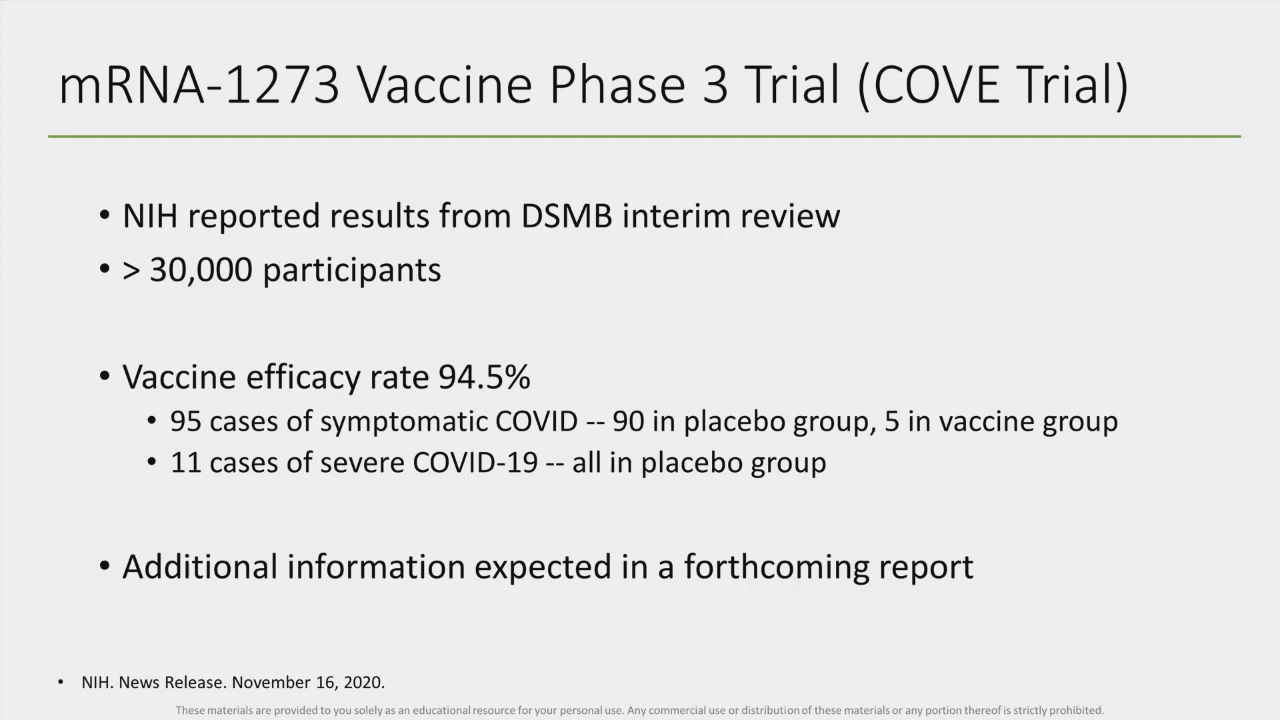 mRNA-1273 Vaccine Phase 3 Trial (COVE Trial)
• NIH reported results from DSMB interim review
• > 30,000 participants
• Vaccine efficacy rate 94.5%
• 95 cases of symptomatic COVID -- 90 in placebo group, 5 in vaccine group
• 11 cases of severe COVID-19 -- all in placebo group
• Additional information expected in a forthcoming report
• NIH. News Release. November 16, 2020.
These materials are provided to you solely as an educational resource for your personal use. Any commercial use or distribution of these materials or any portion thereof is strictly prohibited.